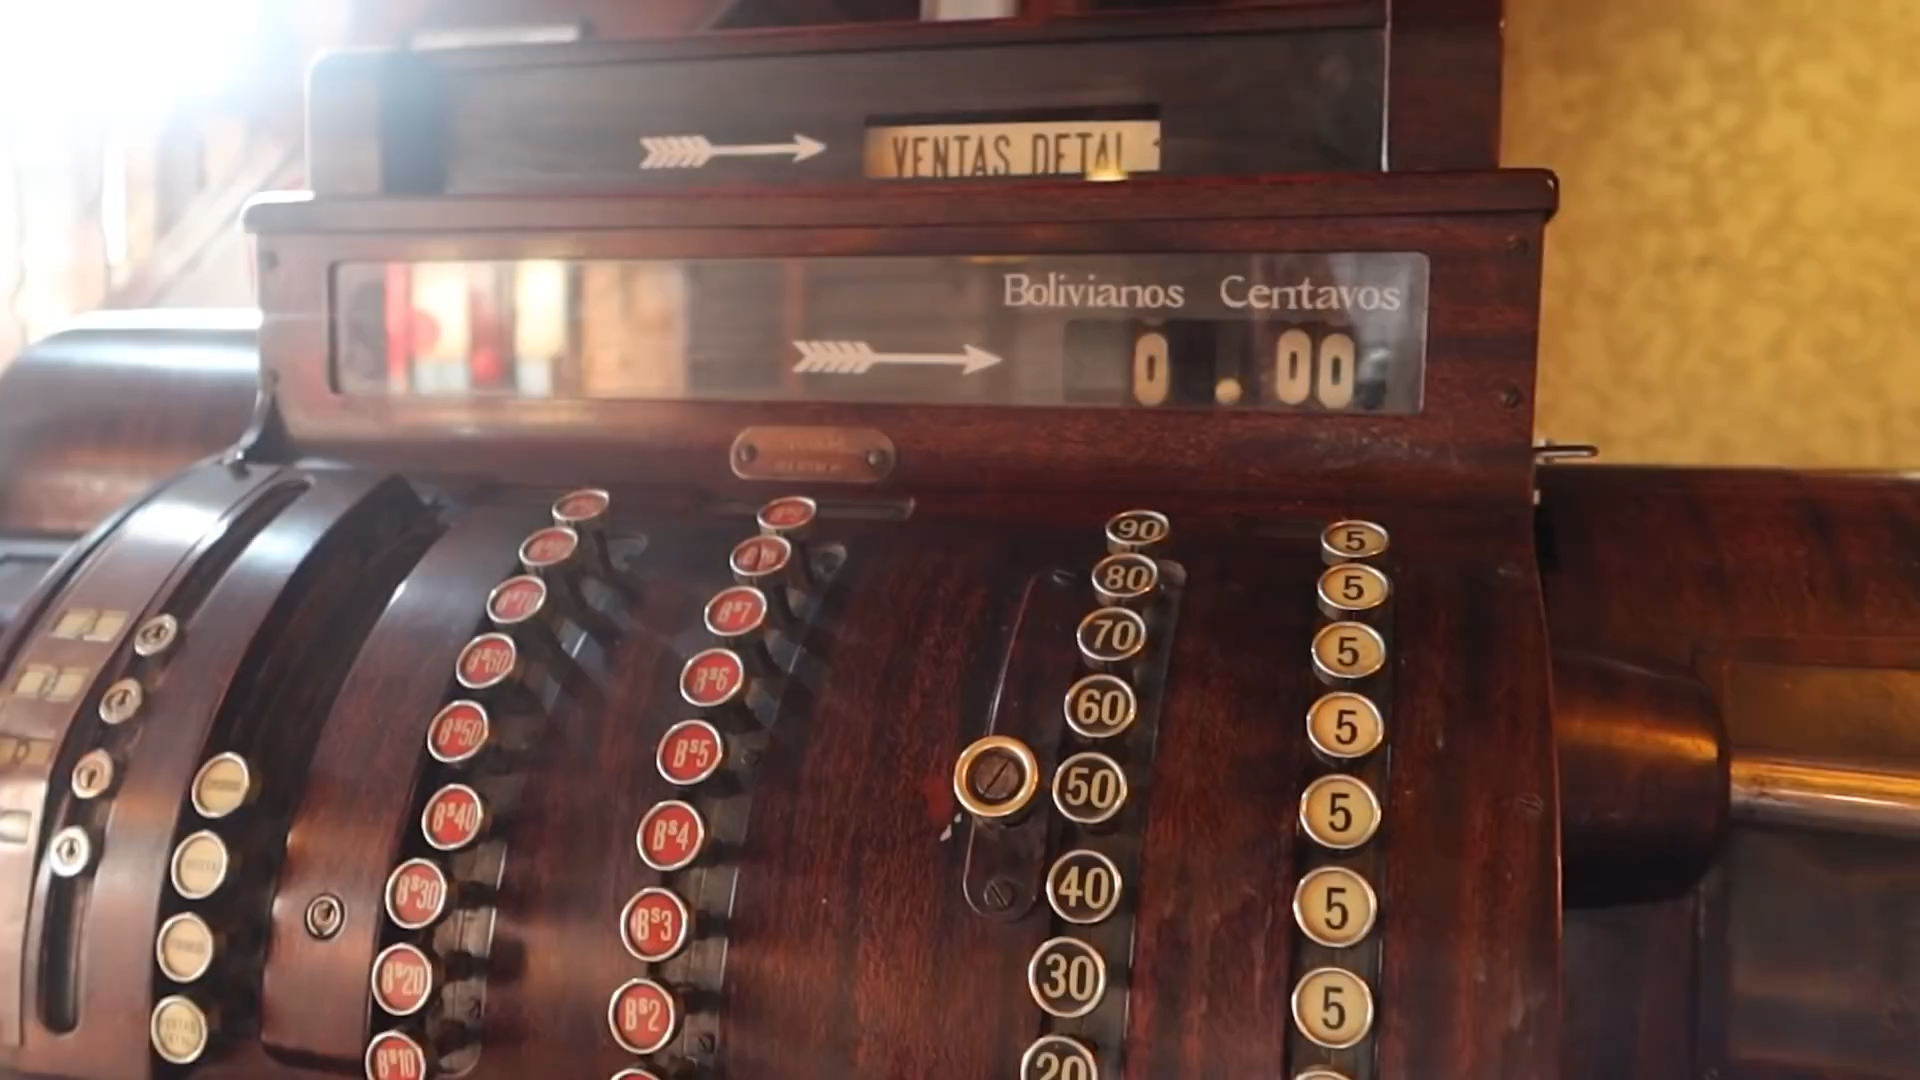 VENTAS DETAL
Bolivianos Centavos
0 . 00
90 5
80 5
Bs70 Bs7 70 5
Bs60 Bs6 60 5
Bs50 Bs5 50 5
Bs40 Bs4 40 5
Bs30 Bs3 30 5
Bs20 Bs2 20
Bs10